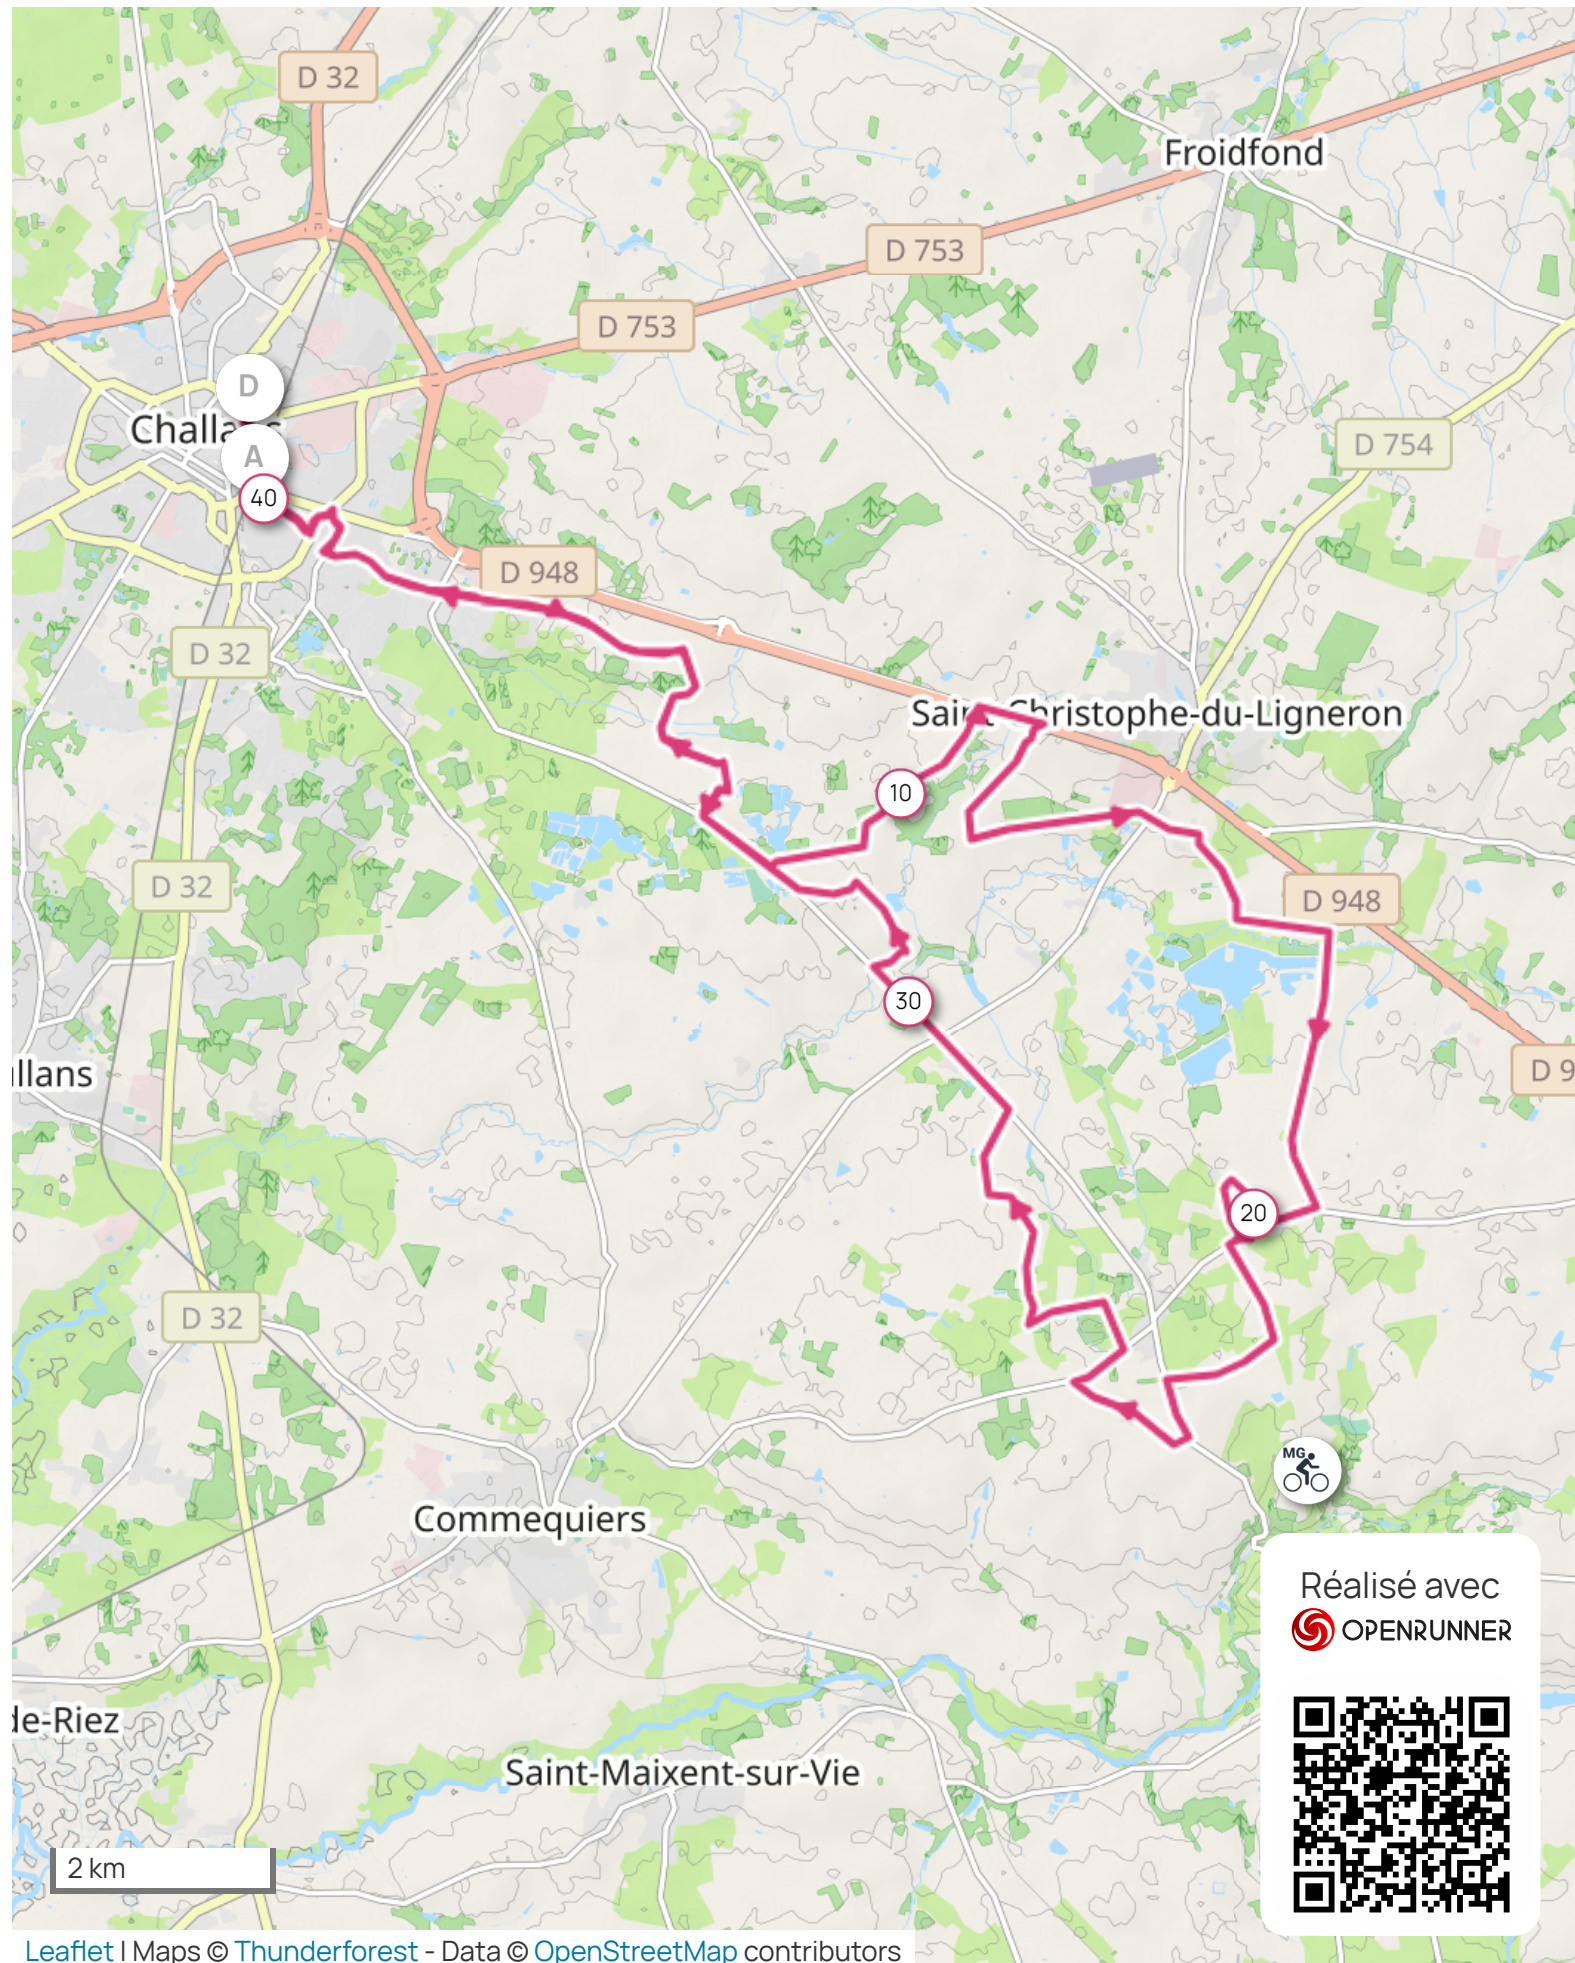 D 32
Froidfond
D 753
D 753
D
Challans
A
D 754
40
D 948
D 32
Saint-Christophe-du-Ligneron
10
D 32
D 948
30
D 9
llans
20
D 32
MG
Commequiers
Réalisé avec
OPENRUNNER
de-Riez
Saint-Maixent-sur-Vie
2 km
Leaflet | Maps © Thunderforest - Data © OpenStreetMap contributors